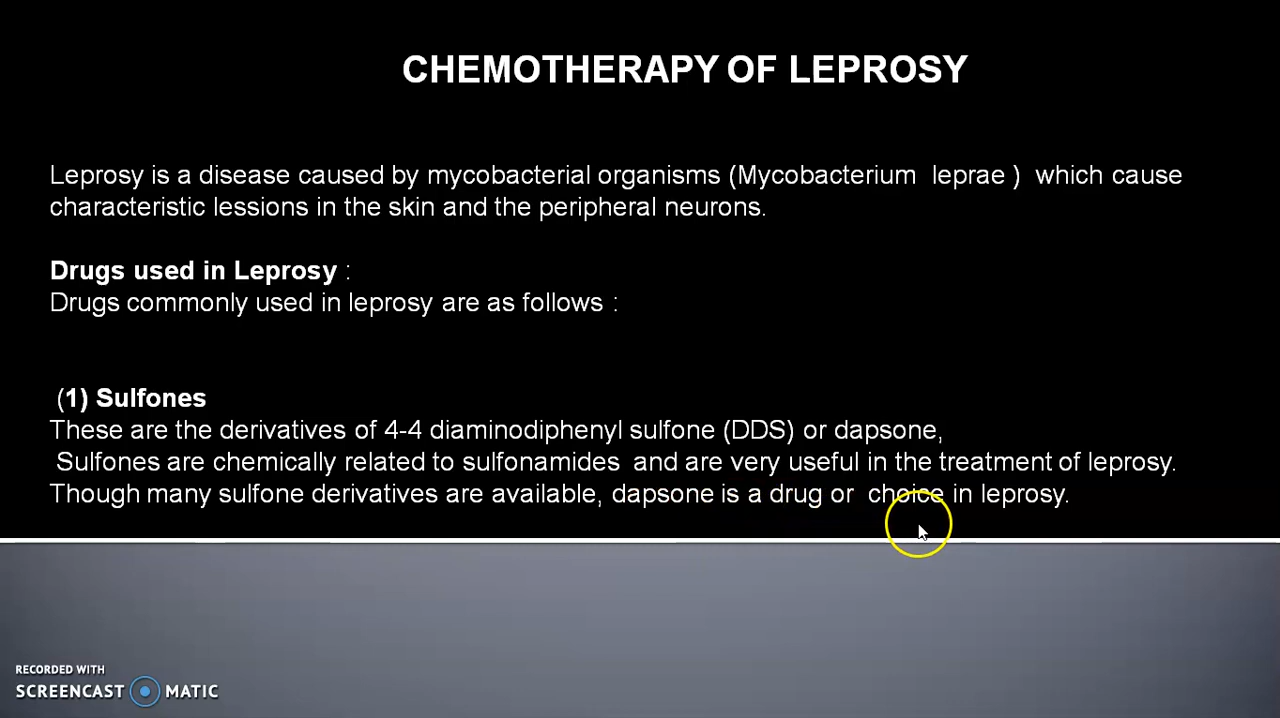 CHEMOTHERAPY OF LEPROSY
Leprosy is a disease caused by mycobacterial organisms (Mycobacterium leprae ) which cause
characteristic lessions in the skin and the peripheral neurons.
Drugs used in Leprosy :
Drugs commonly used in leprosy are as follows :
(1) Sulfones
These are the derivatives of 4-4 diaminodiphenyl sulfone (DDS) or dapsone,
Sulfones are chemically related to sulfonamides and are very useful in the treatment of leprosy.
Though many sulfone derivatives are available, dapsone is a drug or choice in leprosy.
RECORDED WITH
SCREENCAST MATIC